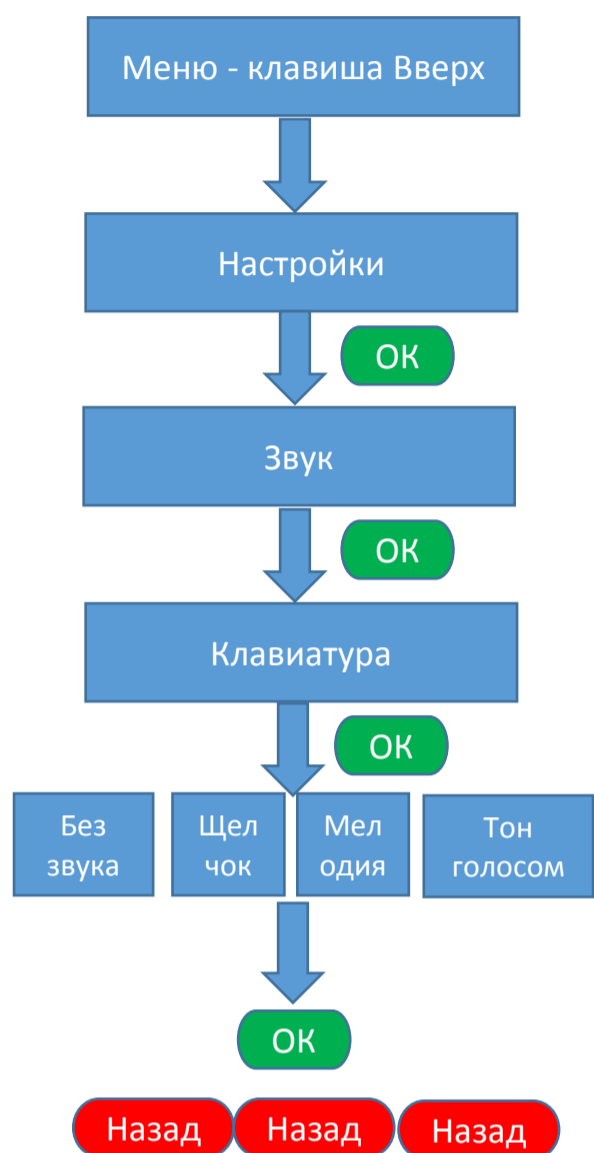 Меню - клавиша Вверх
Настройки
ОК
Звук
ОК
Клавиатура
ОК
Без
звука
Щел
чок
Мел
одия
Тон
голосом
ОК
Назад
Назад
Назад